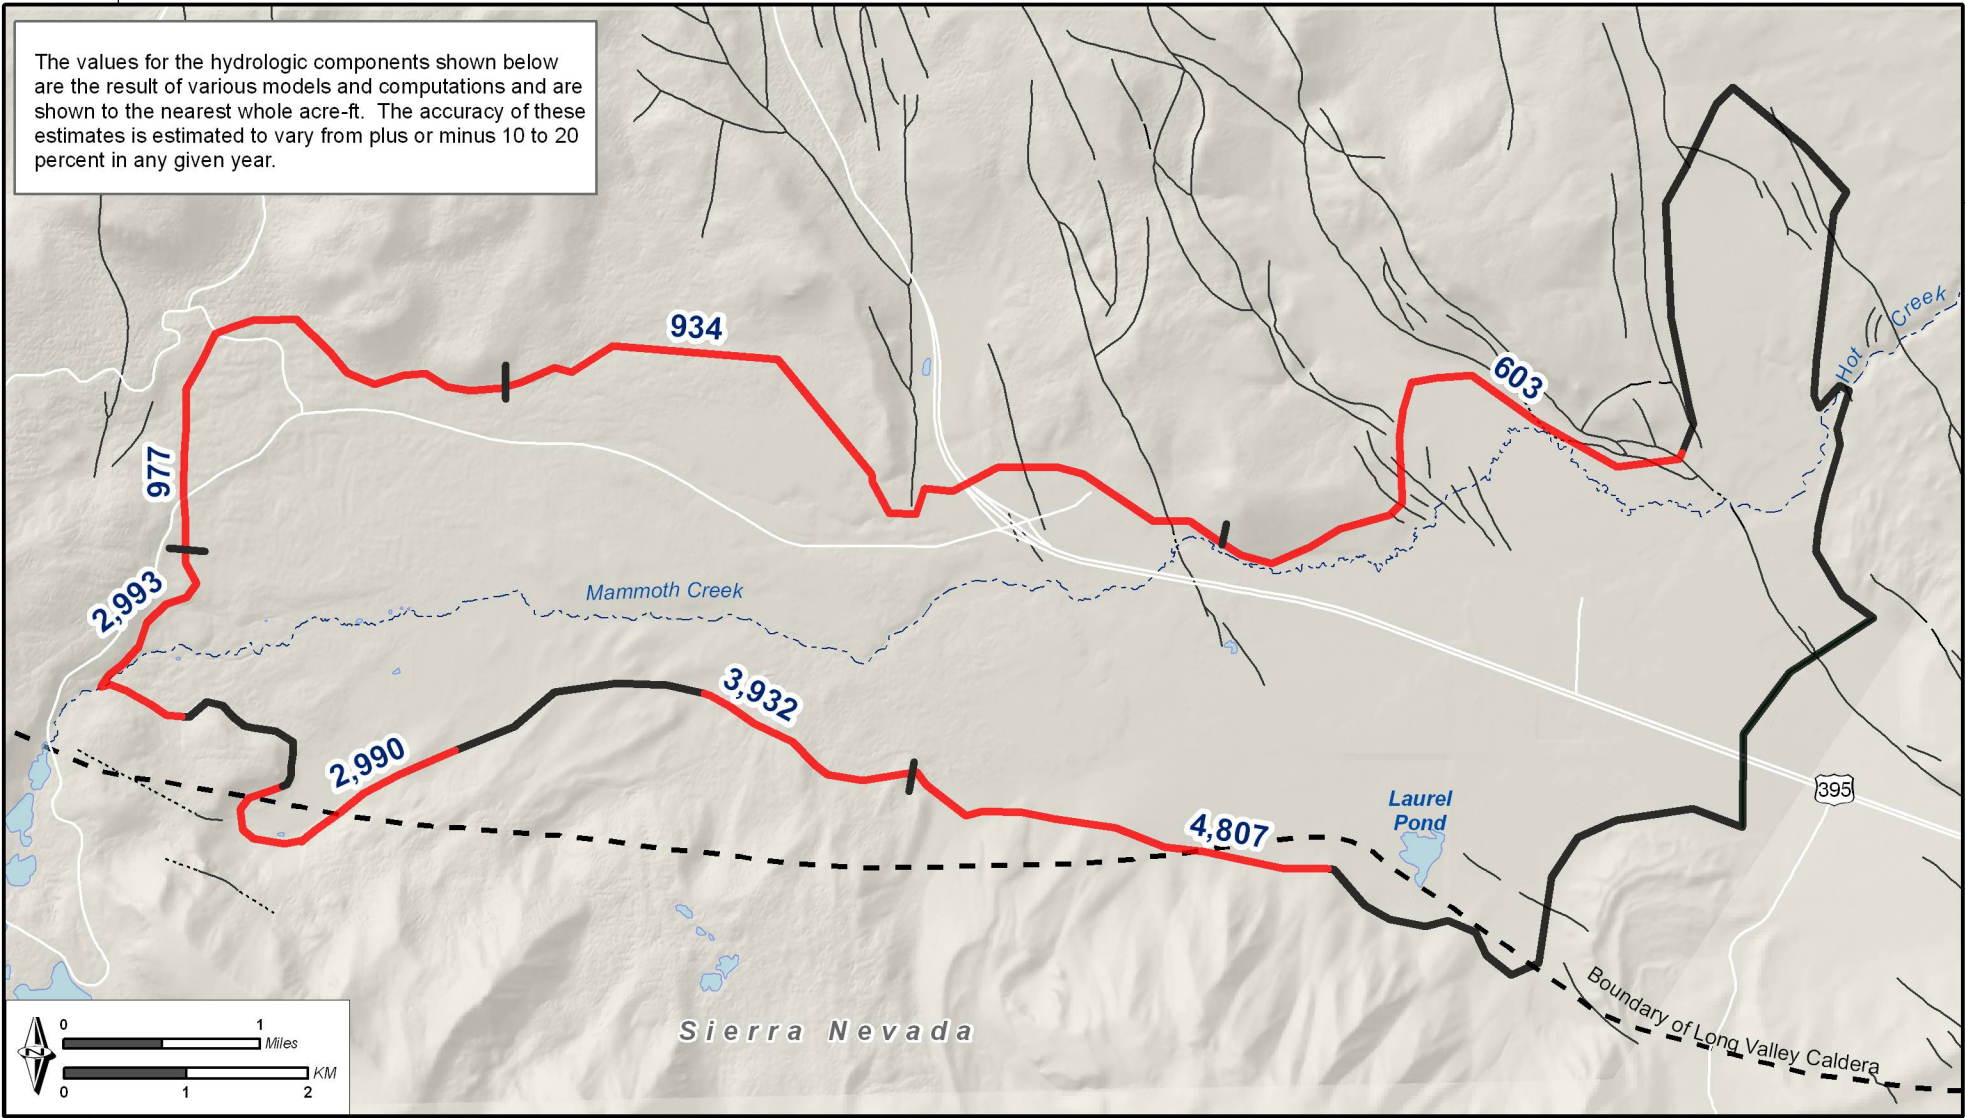 The values for the hydrologic components shown below
are the result of various models and computations and are
shown to the nearest whole acre-ft.  The accuracy of these
estimates is estimated to vary from plus or minus 10 to 20
percent in any given year.
934
603
Hot Creek
977
2,993
Mammoth Creek
3,932
2,990
395
Laurel
Pond
4,807
Boundary of Long Valley Caldera
Sierra Nevada
N
0 1
Miles
KM
0 1 2